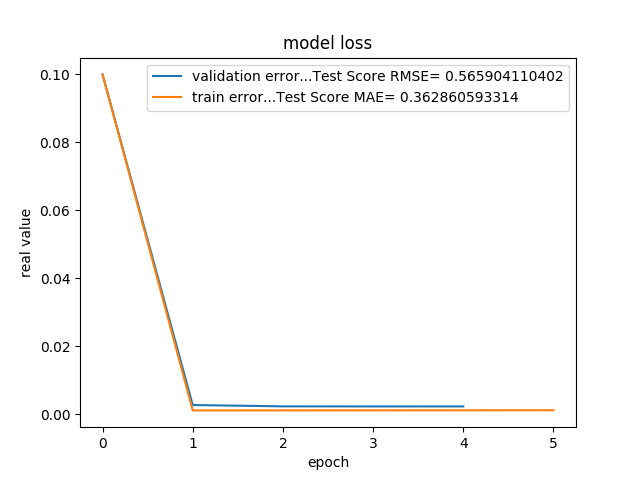 model loss
validation error...Test Score RMSE= 0.565904110402
train error...Test Score MAE= 0.362860593314
real value
0.10
0.08
0.06
0.04
0.02
0.00
0 1 2 3 4 5
epoch